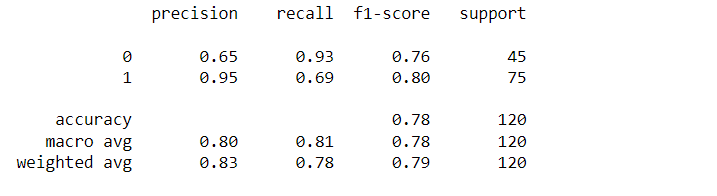 precision recall f1-score support
0 0.65 0.93 0.76 45
1 0.95 0.69 0.80 75
accuracy 0.78 120
macro avg 0.80 0.81 0.78 120
weighted avg 0.83 0.78 0.79 120